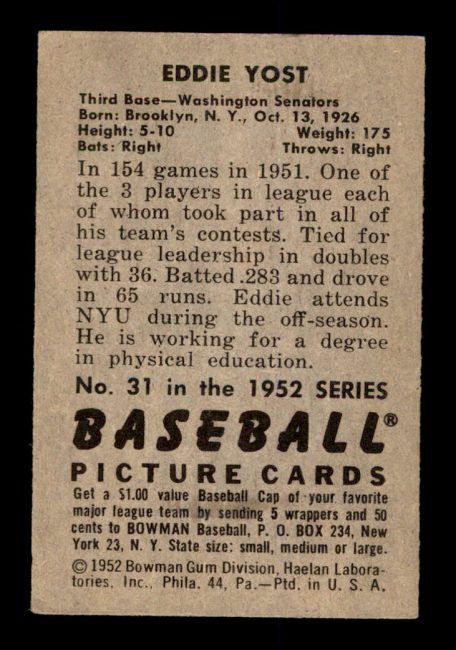 EDDIE YOST
Third Base—Washington Senators
Born: Brooklyn, N. Y., Oct. 13, 1926
Height: 5-10 Weight: 175
Bats: Right Throws: Right
In 154 games in 1951. One of
the 3 players in league each
of whom took part in all of
his team's contests. Tied for
league leadership in doubles
with 36. Batted .283 and drove
in 65 runs. Eddie attends
NYU during the off-season.
He is working for a degree
in physical education.
No. 31 in the 1952 SERIES
BASEBALL®
PICTURE CARDS
Get a $1.00 value Baseball Cap of your favorite
major league team by sending 5 wrappers and 50
cents to BOWMAN Baseball, P. O. BOX 234, New
York 23, N. Y. State size: small, medium or large.
©1952 Bowman Gum Division, Haelan Labora-
tories, Inc., Phila. 44, Pa.—Ptd. in U. S. A.